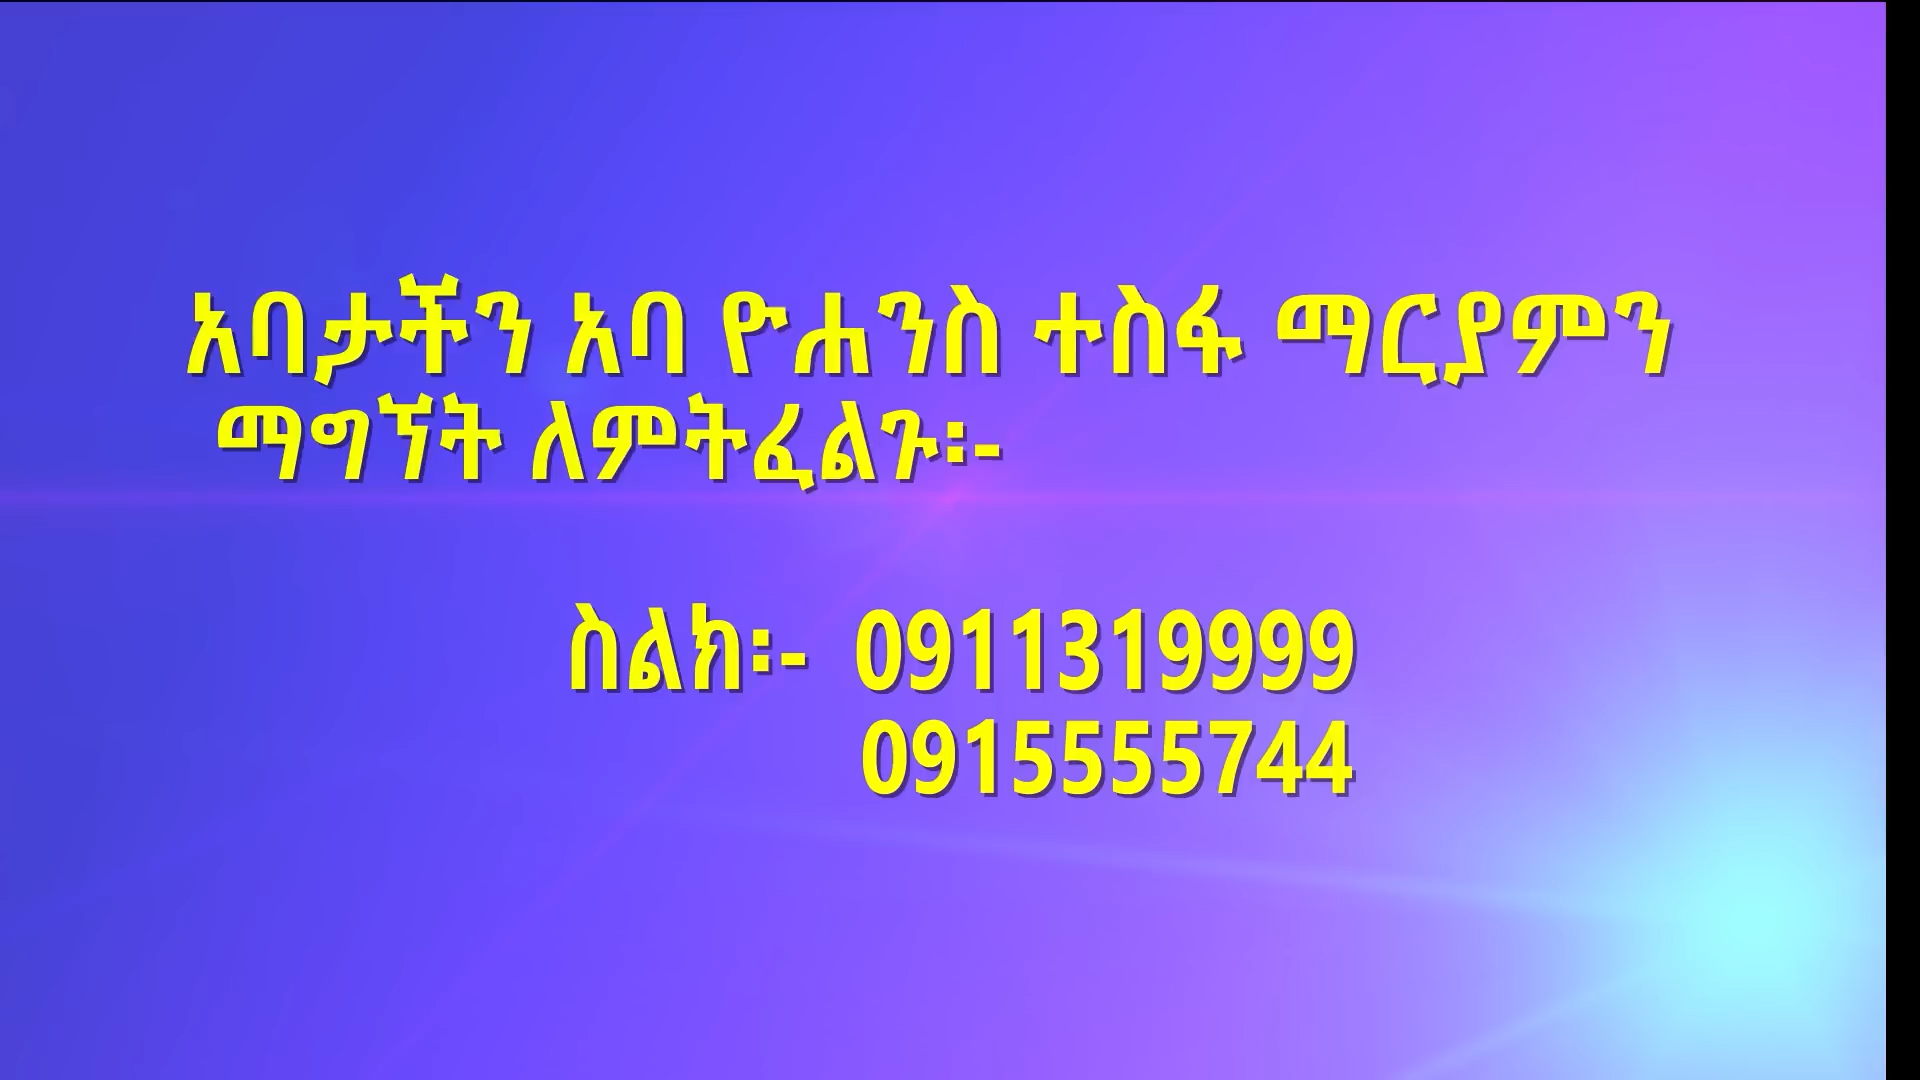 አባታችን አባ ዮሐንስ ተስፋ ማርያምን
ማግኘት ለምትፈልጉ፡-
ስልክ፡- 0911319999
0915555744